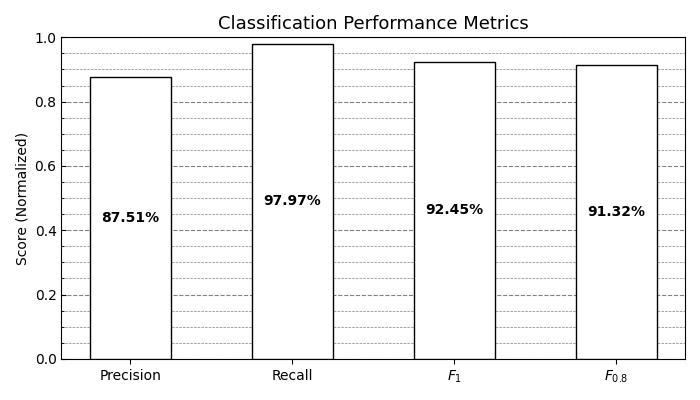 Classification Performance Metrics
Score (Normalized)
1.0
0.8
0.6
0.4
0.2
0.0
87.51%
97.97%
92.45%
91.32%
Precision
Recall
F₁
F₀.₈